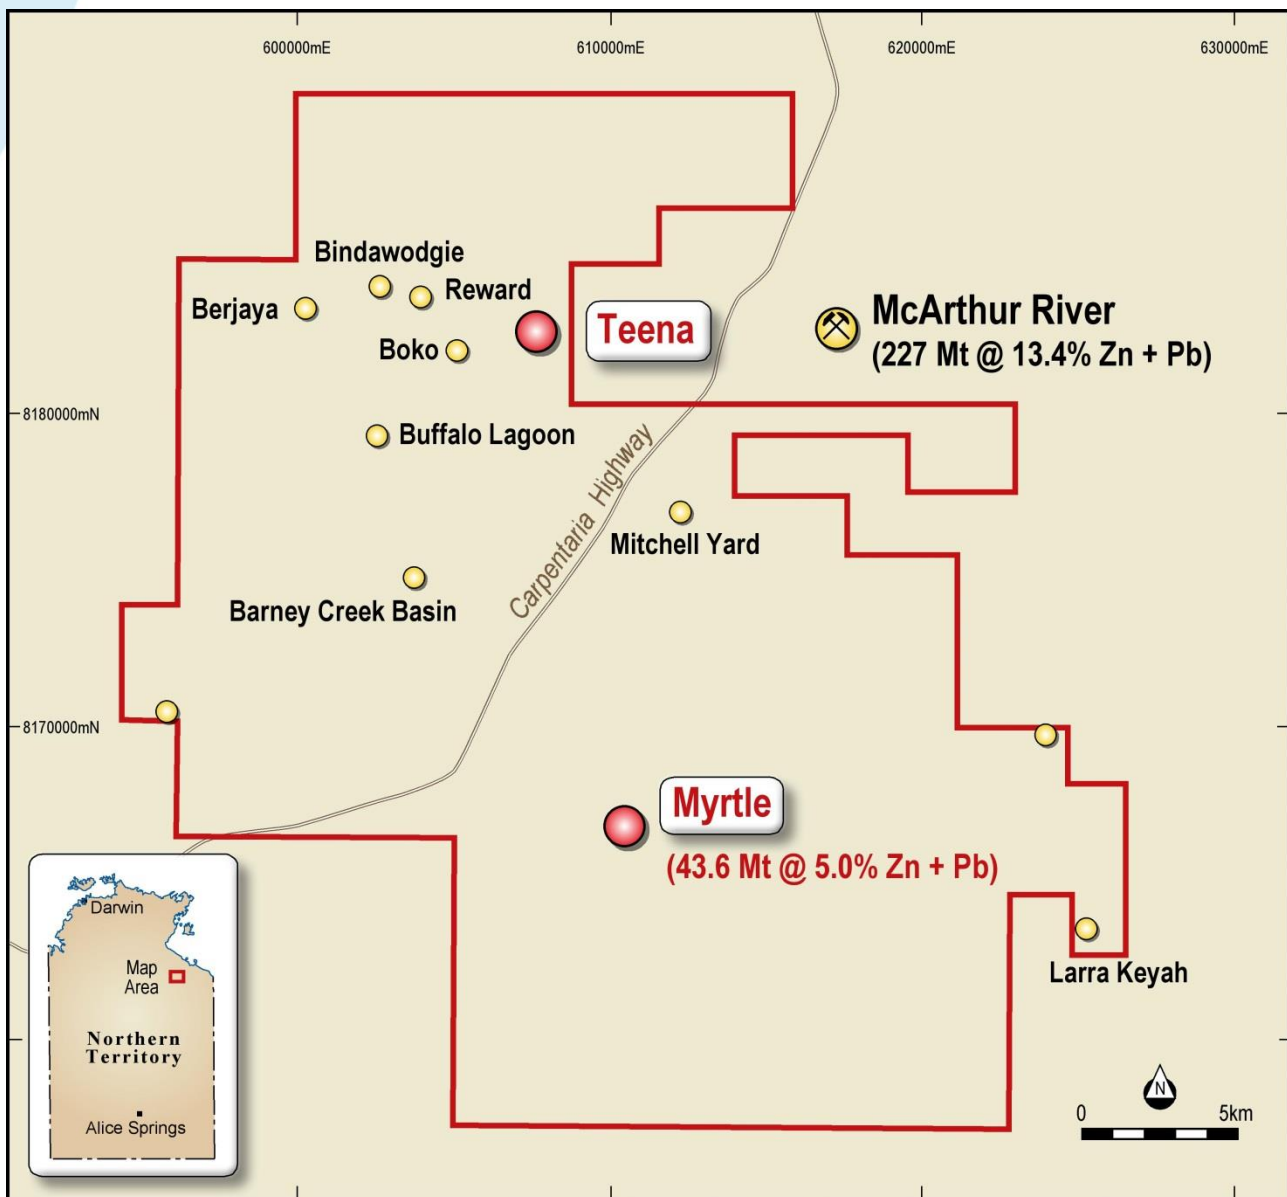 600000mE
610000mE
620000mE
630000mE
Bindawodgie
Reward
Berjaya
Boko
Teena
McArthur River
(227 Mt @ 13.4% Zn + Pb)
8180000mN
Buffalo Lagoon
Carpentaria Highway
Mitchell Yard
Barney Creek Basin
8170000mN
Myrtle
(43.6 Mt @ 5.0% Zn + Pb)
Larra Keyah
Darwin
Map
Area
Northern
Territory
Alice Springs
N
0 5km